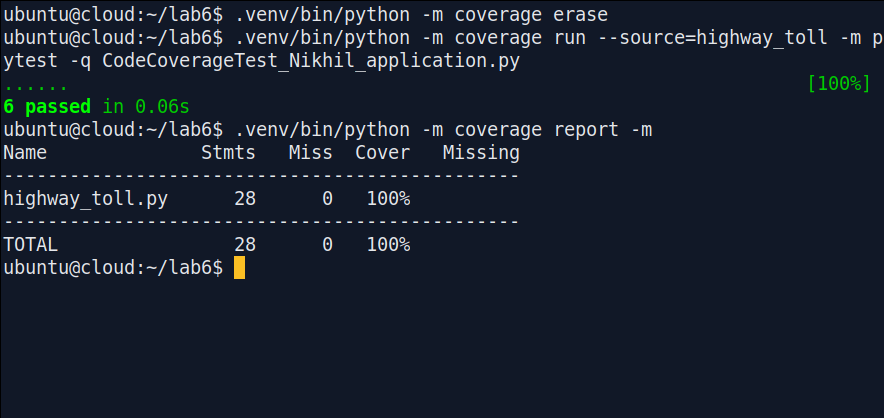 ubuntu@cloud:~/lab6$ .venv/bin/python -m coverage erase
ubuntu@cloud:~/lab6$ .venv/bin/python -m coverage run --source=highway_toll -m p
ytest -q CodeCoverageTest_Nikhil_application.py
...... [100%]
6 passed in 0.06s
ubuntu@cloud:~/lab6$ .venv/bin/python -m coverage report -m
Name              Stmts   Miss  Cover   Missing
-----------------------------------------------
highway_toll.py      28      0   100%
-----------------------------------------------
TOTAL                28      0   100%
ubuntu@cloud:~/lab6$